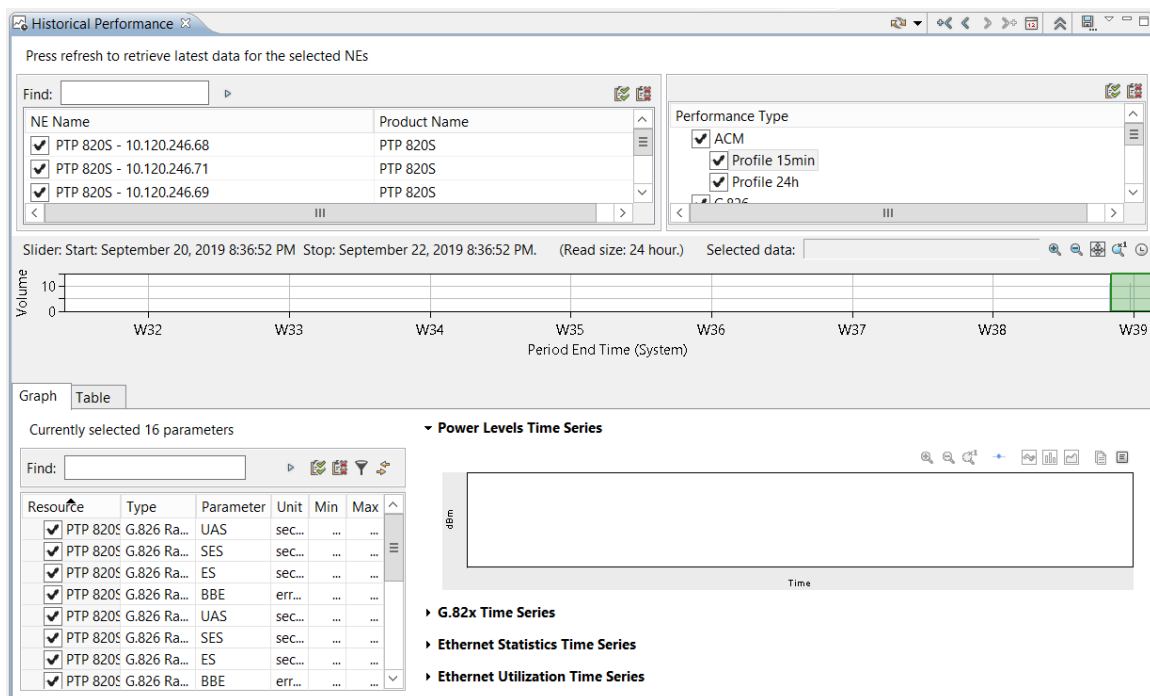 Historical Performance
Press refresh to retrieve latest data for the selected NEs
Find:
NE Name Product Name
PTP 820S - 10.120.246.68 PTP 820S
PTP 820S - 10.120.246.71 PTP 820S
PTP 820S - 10.120.246.69 PTP 820S
Performance Type
ACM
Profile 15min
Profile 24h
G.826
Slider: Start: September 20, 2019 8:36:52 PM Stop: September 22, 2019 8:36:52 PM. (Read size: 24 hour.) Selected data:
Volume
10
0
W32 W33 W34 W35 W36 W37 W38 W39
Period End Time (System)
Graph Table
Currently selected 16 parameters
Find:
Resource Type Parameter Unit Min Max
PTP 820S G.826 Ra... UAS sec... ... ...
PTP 820S G.826 Ra... SES sec... ... ...
PTP 820S G.826 Ra... ES sec... ... ...
PTP 820S G.826 Ra... BBE err... ... ...
PTP 820S G.826 Ra... UAS sec... ... ...
PTP 820S G.826 Ra... SES sec... ... ...
PTP 820S G.826 Ra... ES sec... ... ...
PTP 820S G.826 Ra... BBE err... ... ...
Power Levels Time Series
dBm
Time
G.82x Time Series
Ethernet Statistics Time Series
Ethernet Utilization Time Series